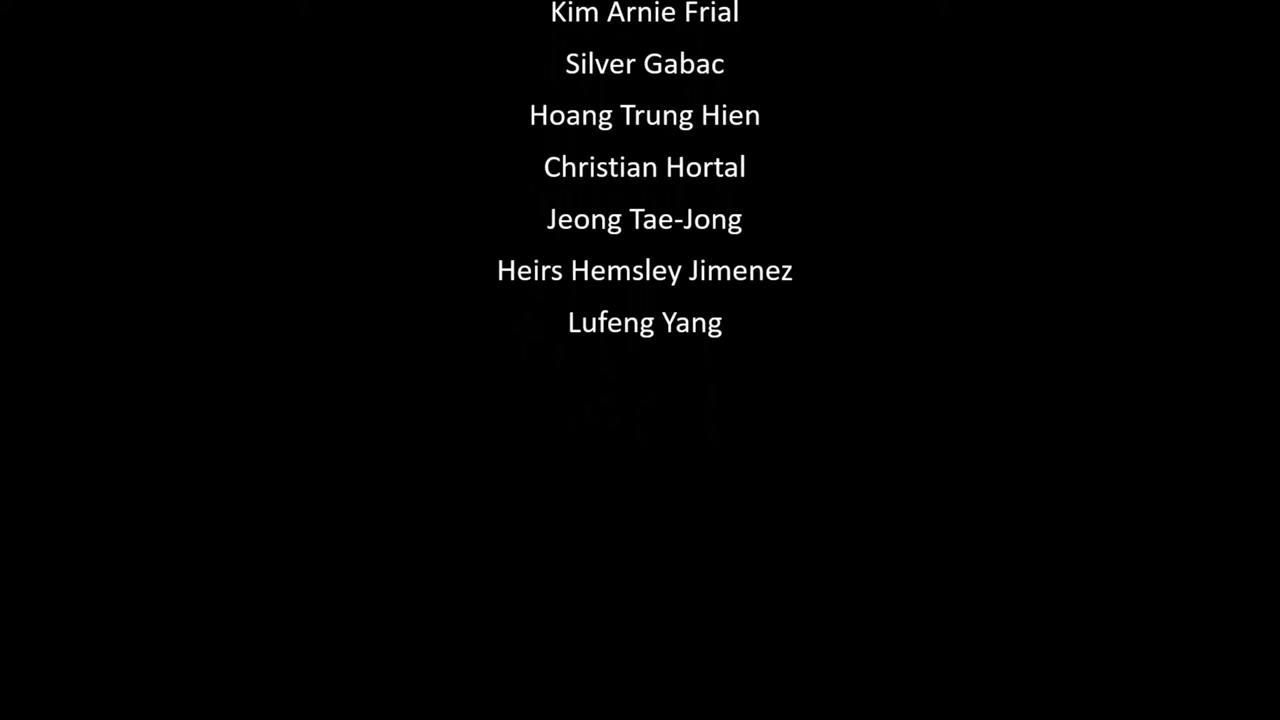 Kim Arnie Frial
Silver Gabac
Hoang Trung Hien
Christian Hortal
Jeong Tae-Jong
Heirs Hemsley Jimenez
Lufeng Yang